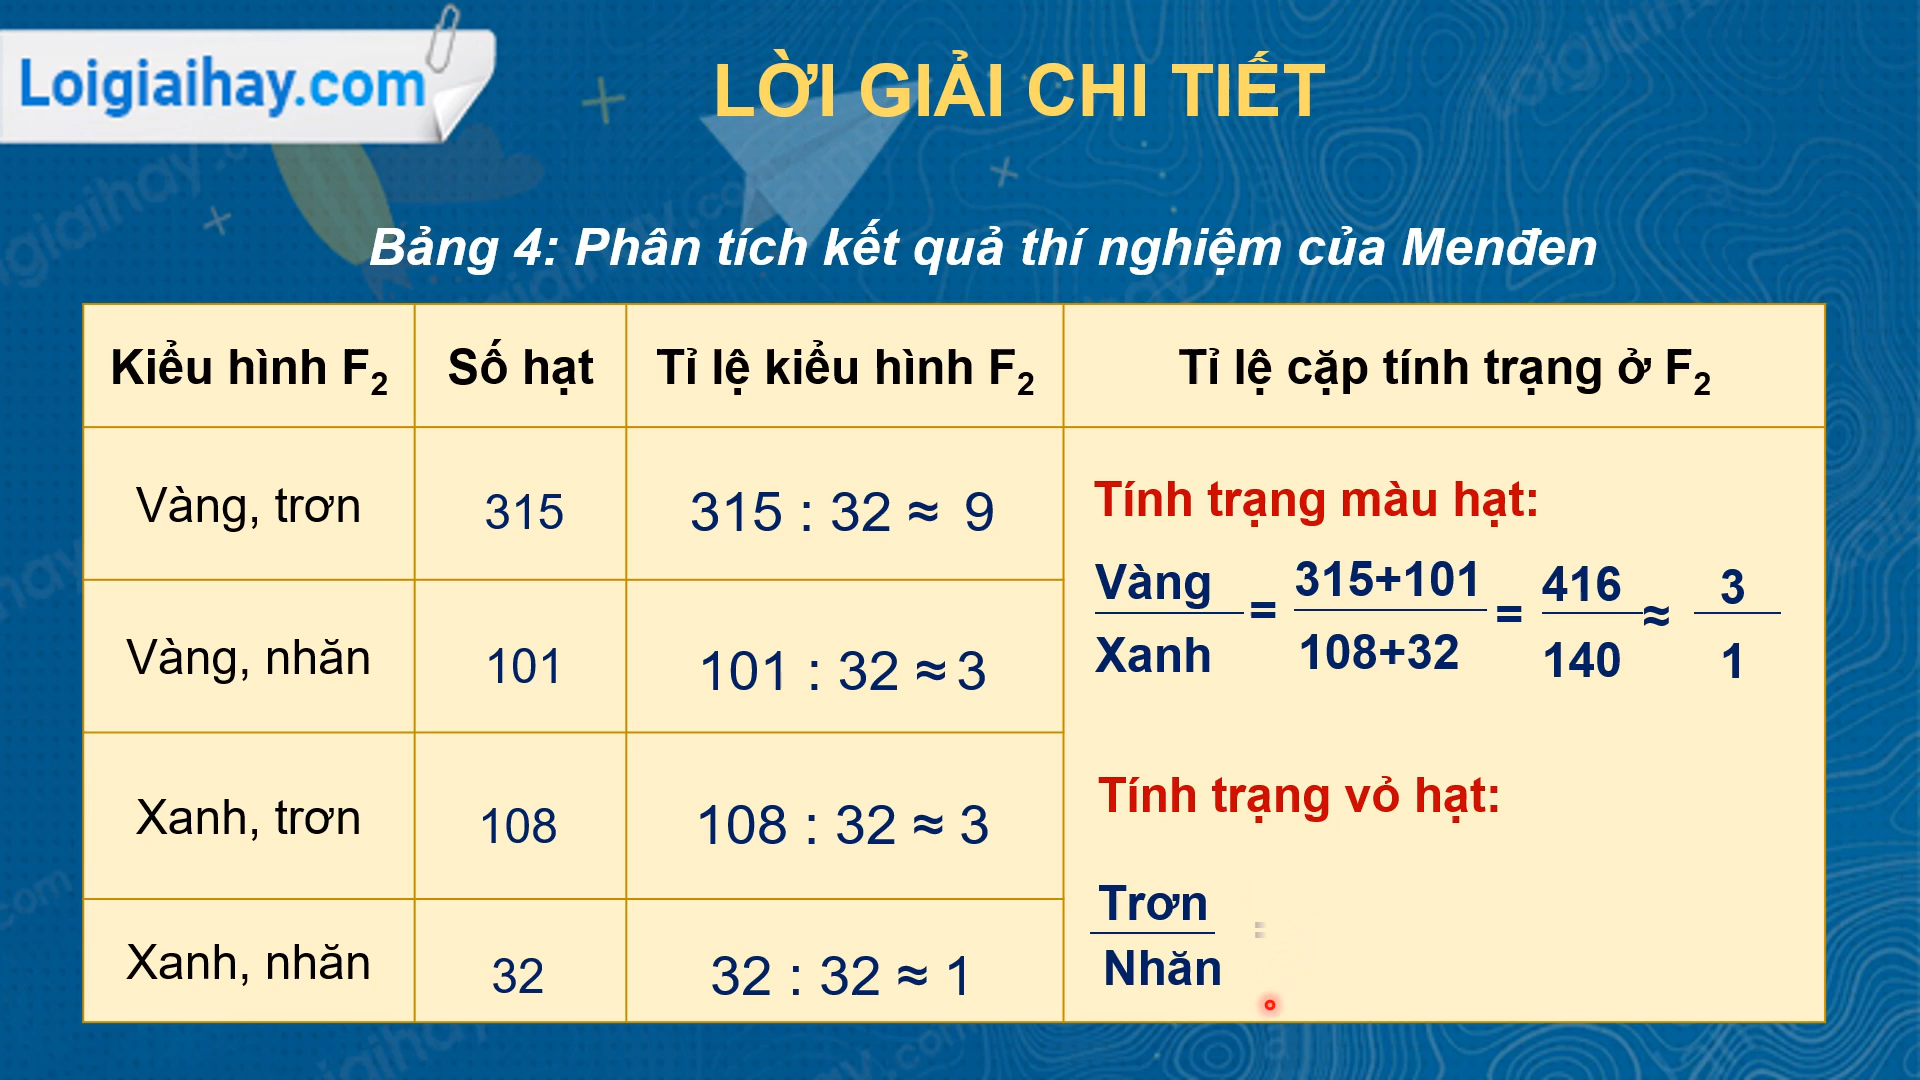 Loigiaihay.com
LỜI GIẢI CHI TIẾT
Bảng 4: Phân tích kết quả thí nghiệm của Menđen
Kiểu hình F2 Số hạt Tỉ lệ kiểu hình F2 Tỉ lệ cặp tính trạng ở F2
Vàng, trơn 315 315 : 32 ≈ 9
Vàng, nhăn 101 101 : 32 ≈ 3
Xanh, trơn 108 108 : 32 ≈ 3
Xanh, nhăn 32 32 : 32 ≈ 1
Tính trạng màu hạt:
Vàng = 315+101 = 416 ≈ 3
Xanh 108+32 140 1
Tính trạng vỏ hạt:
Trơn =
Nhăn